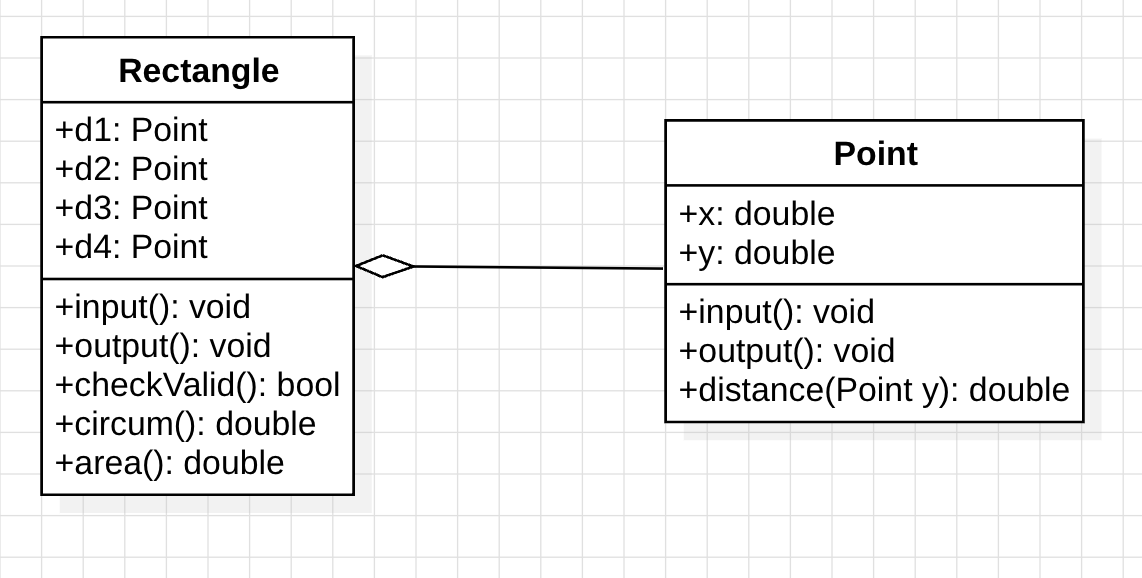 Rectangle
+d1: Point
+d2: Point
+d3: Point
+d4: Point
+input(): void
+output(): void
+checkValid(): bool
+circum(): double
+area(): double
Point
+x: double
+y: double
+input(): void
+output(): void
+distance(Point y): double